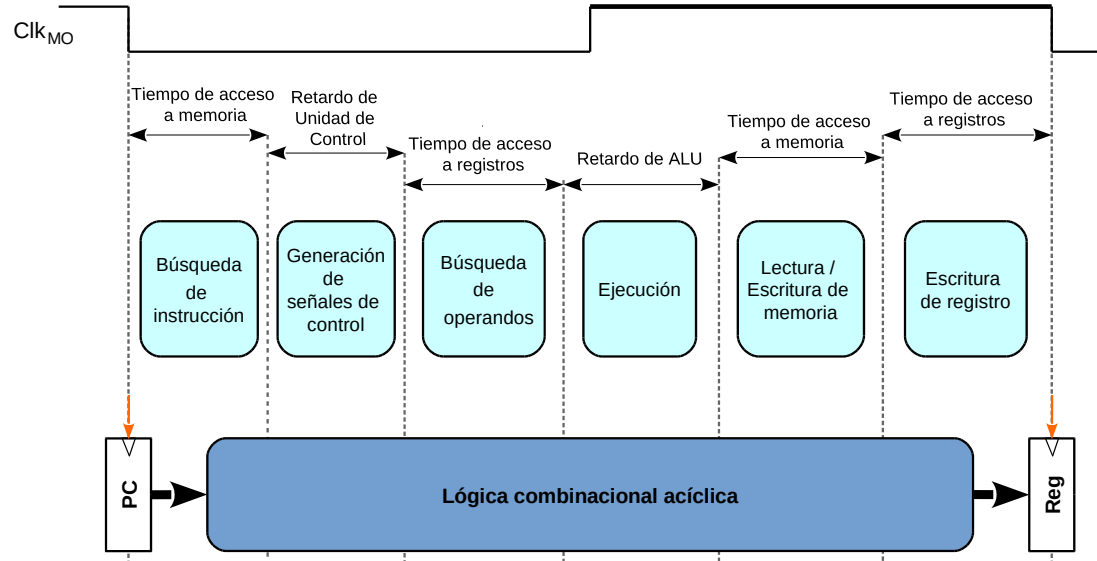 Clk MO
Tiempo de acceso
a memoria
Retardo de
Unidad de
Control
Tiempo de acceso
a registros
Retardo de ALU
Tiempo de acceso
a memoria
Tiempo de acceso
a registros
Búsqueda
de
instrucción
Generación
de
señales de
control
Búsqueda
de
operandos
Ejecución
Lectura /
Escritura de
memoria
Escritura
de registro
PC
Lógica combinacional acíclica
Reg